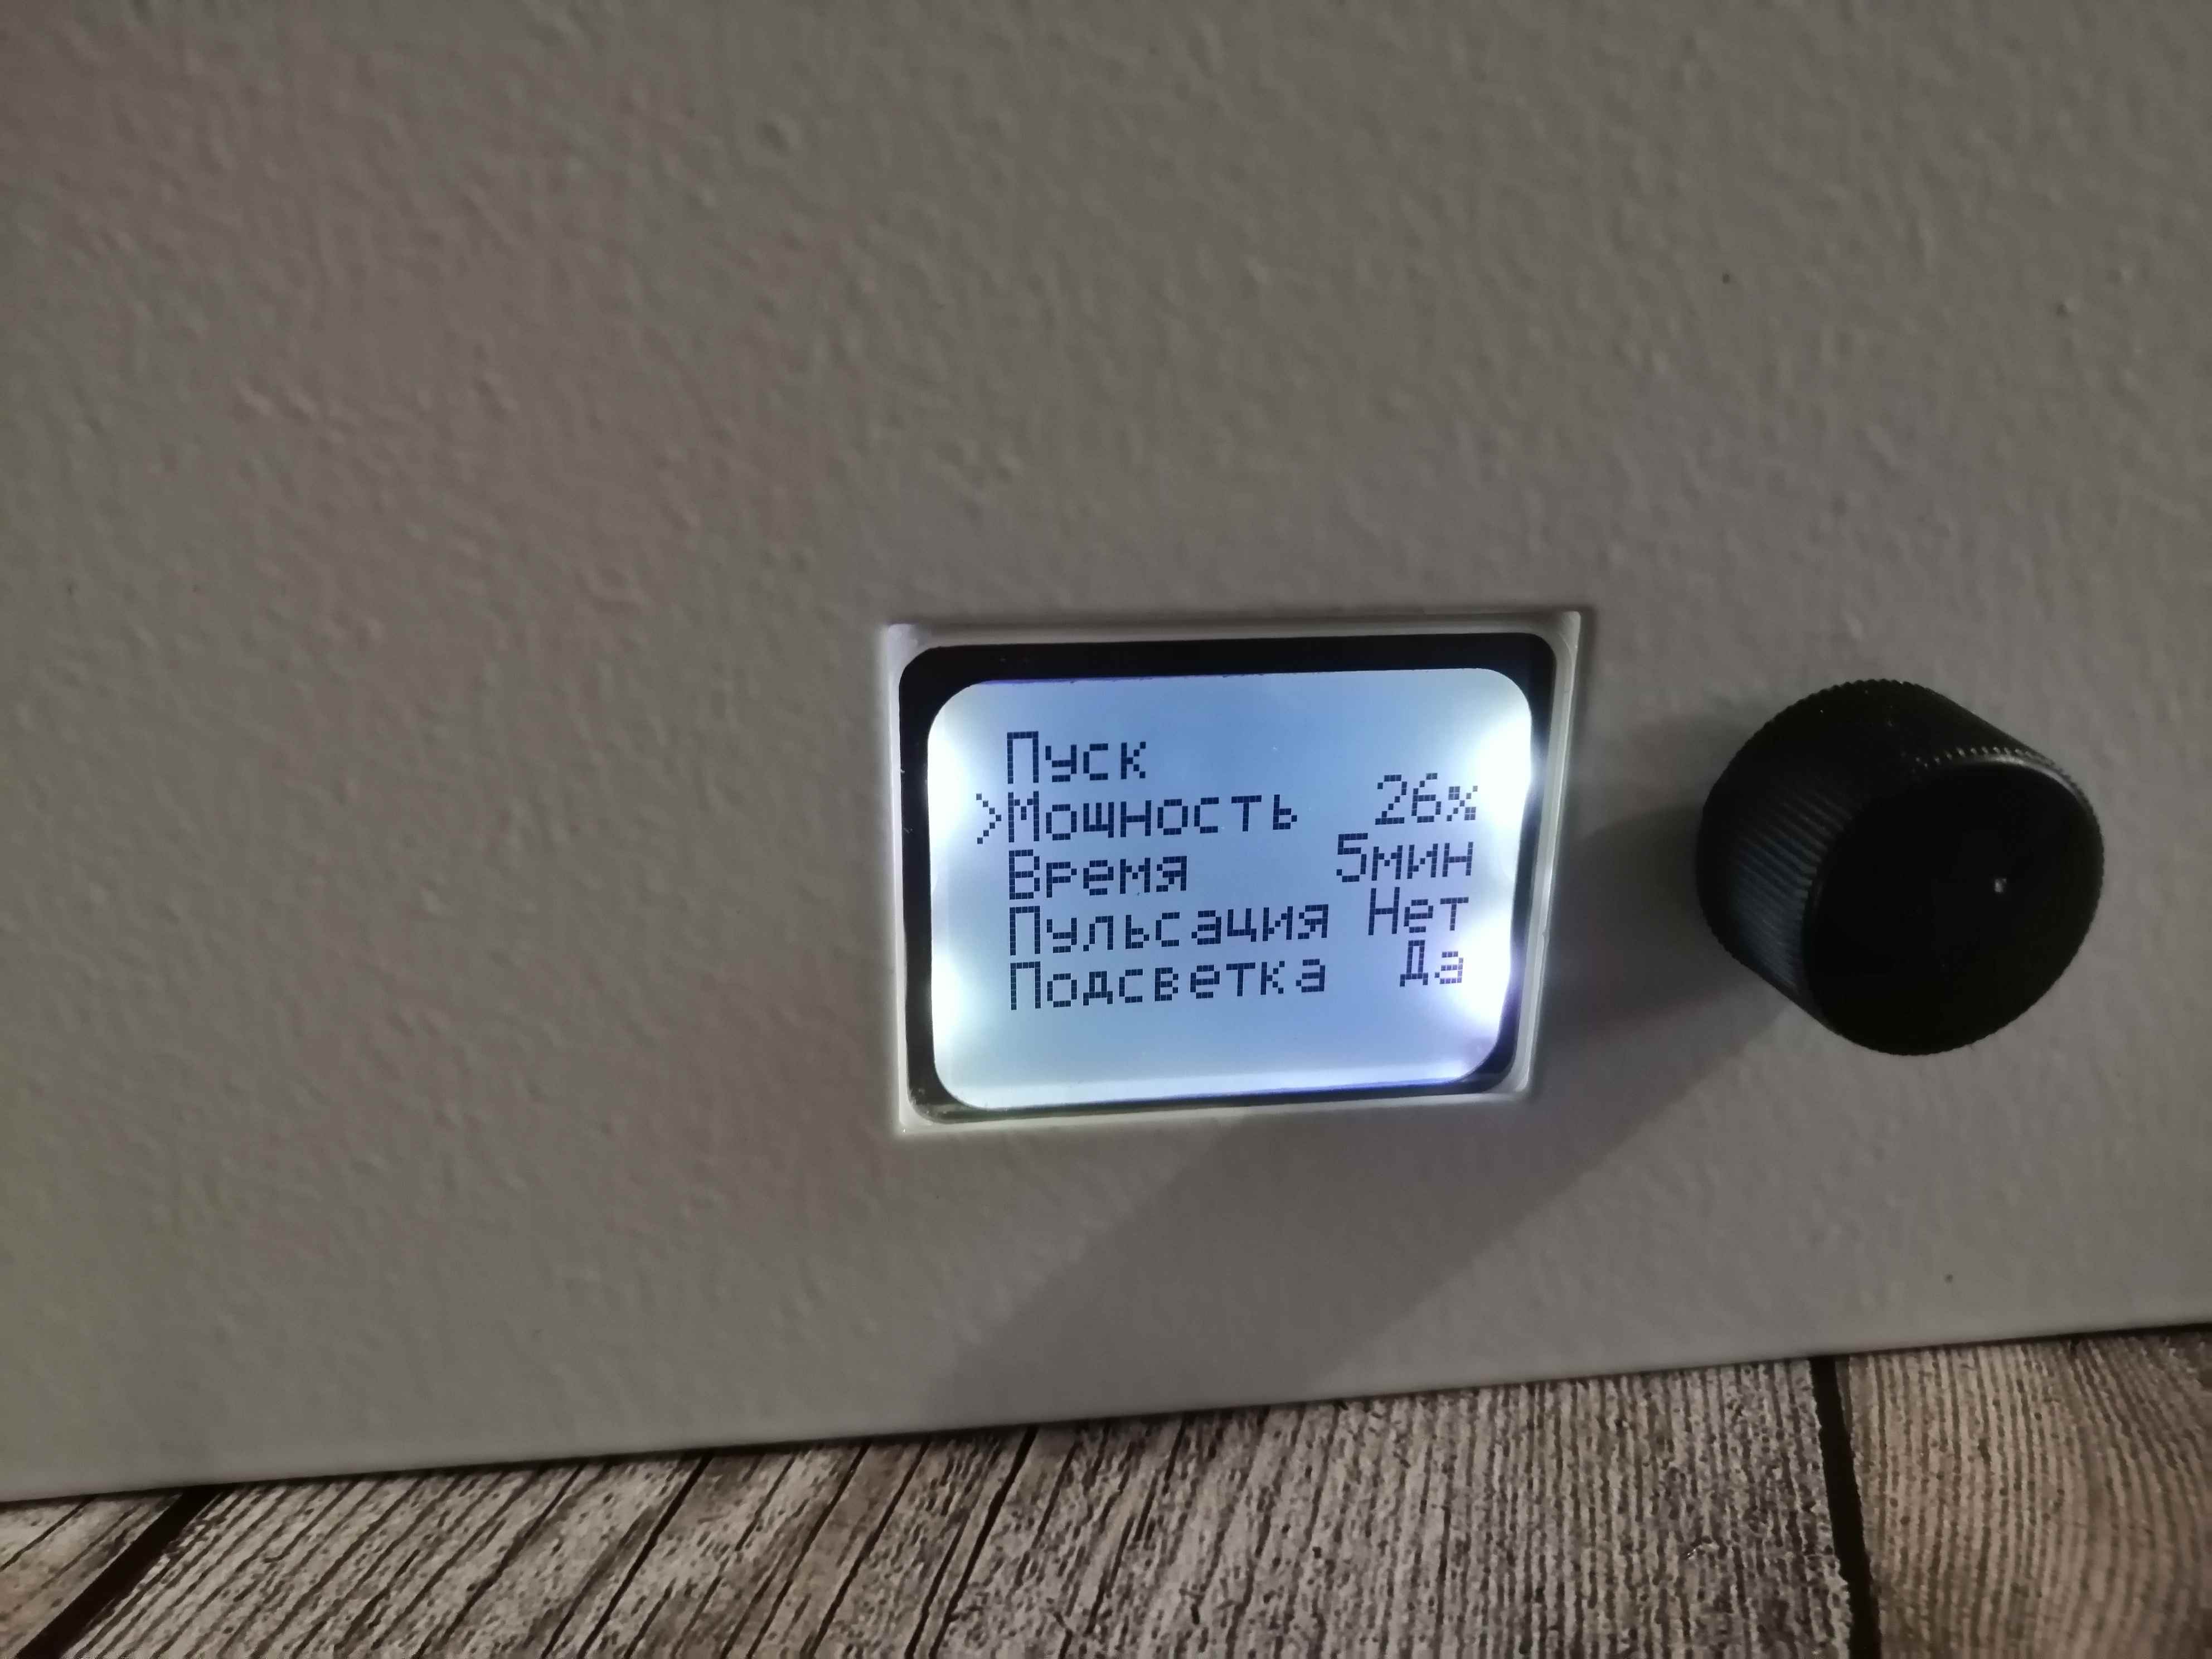 Пуск
>Мощность 26%
Время 5мин
Пульсация Нет
Подсветка Да